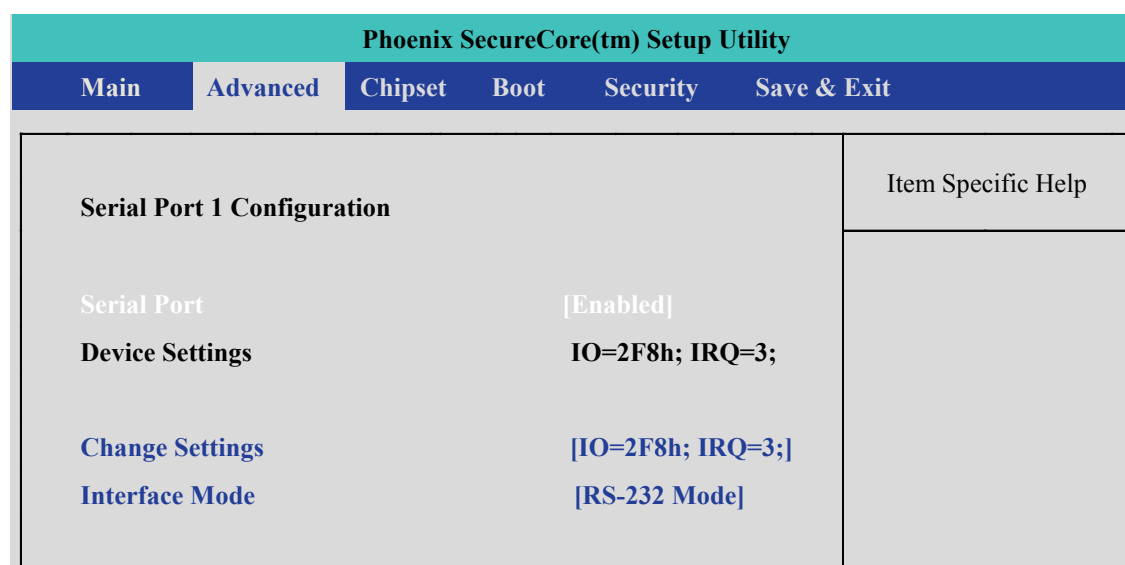 Phoenix SecureCore(tm) Setup Utility
Main Advanced Chipset Boot Security Save & Exit
Serial Port 1 Configuration
Item Specific Help
Serial Port [Enabled]
Device Settings IO=2F8h; IRQ=3;
Change Settings [IO=2F8h; IRQ=3;]
Interface Mode [RS-232 Mode]